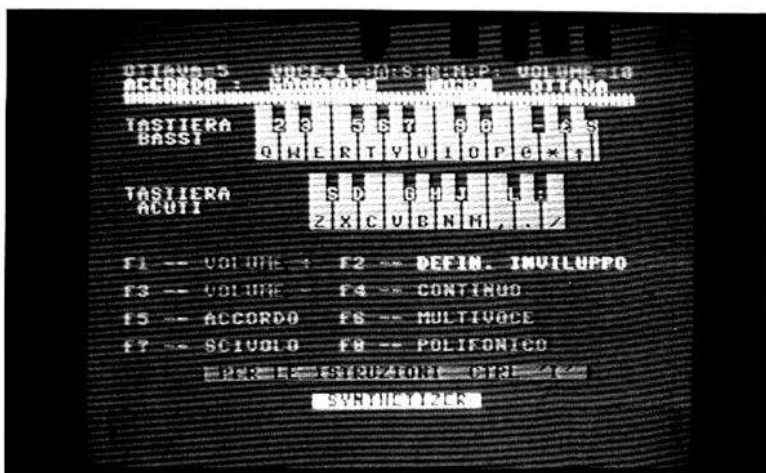 OTTAVA=5 VOCE=1 :A:S:N:M:P: VOLUME=10
ACCORDO : OTTAVA
TASTIERA BASSI
2 3 5 6 7 9 0 - £ S
Q W E R T Y U I O P @ * ↑
TASTIERA ACUTI
S D G H J L :
Z X C V B N M , . /
F1 -- VOLUME + F2 -- DEFIN. INVILUPPO
F3 -- VOLUME - F4 -- CONTINUO
F5 -- ACCORDO F6 -- MULTIVOCE
F7 -- SCIVOLO F8 -- POLIFONICO
PER LE ISTRUZIONI CTRL 'I'
SYNTHETIZER